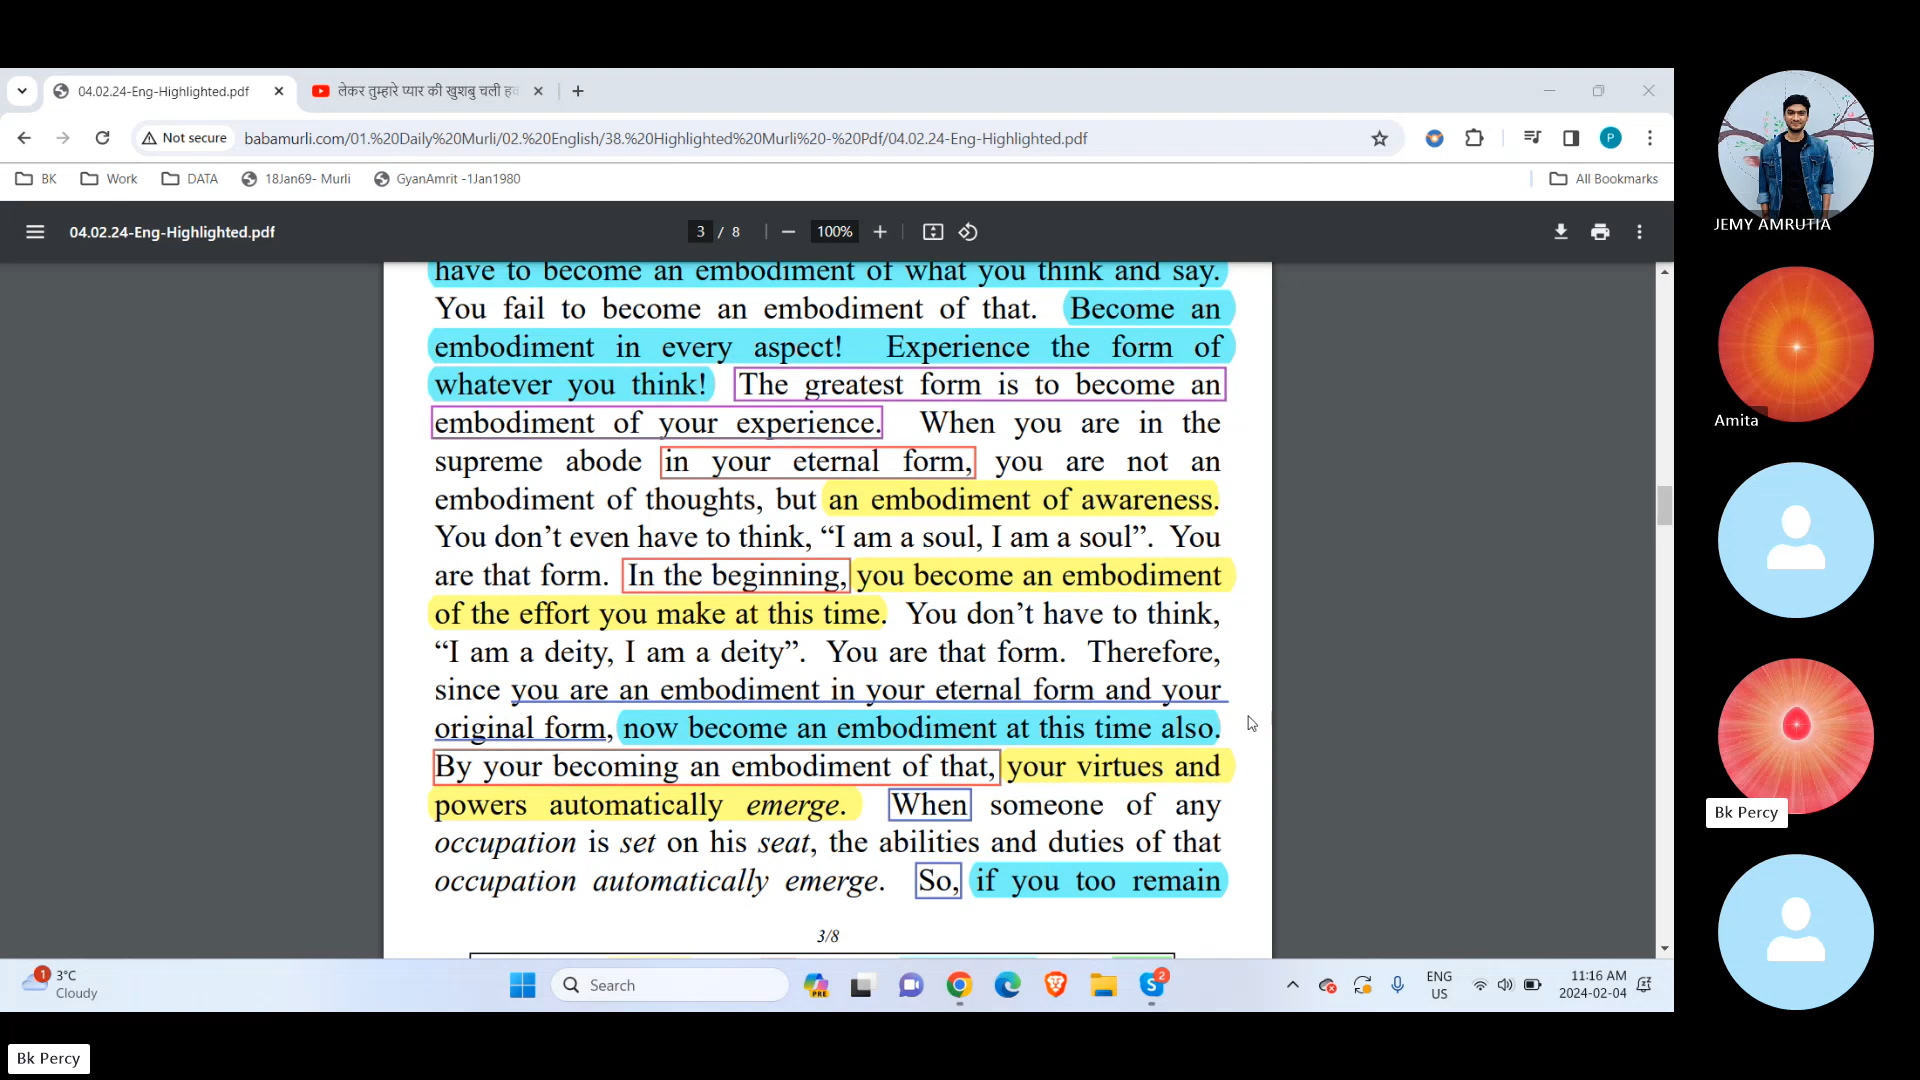 04.02.24-Eng-Highlighted.pdf
लेकर तुम्हारे प्यार की खुशबु चली
Not secure
babamurli.com/01.%20Daily%20Murli/02.%20English/38.%20Highlighted%20Murli%20-%20Pdf/04.02.24-Eng-Highlighted.pdf
P
BK
Work
DATA
18Jan69- Murli
GyanAmrit -1Jan1980
All Bookmarks
04.02.24-Eng-Highlighted.pdf
3 / 8
100%
have to become an embodiment of what you think and say.
You fail to become an embodiment of that. Become an
embodiment in every aspect! Experience the form of
whatever you think! The greatest form is to become an
embodiment of your experience. When you are in the
supreme abode in your eternal form, you are not an
embodiment of thoughts, but an embodiment of awareness.
You don’t even have to think, “I am a soul, I am a soul”. You
are that form. In the beginning, you become an embodiment
of the effort you make at this time. You don’t have to think,
“I am a deity, I am a deity”. You are that form. Therefore,
since you are an embodiment in your eternal form and your
original form, now become an embodiment at this time also.
By your becoming an embodiment of that, your virtues and
powers automatically emerge. When someone of any
occupation is set on his seat, the abilities and duties of that
occupation automatically emerge. So, if you too remain
3/8
1
3°C
Cloudy
Search
PRE
2
ENG
US
11:16 AM
2024-02-04
JEMY AMRUTIA
Amita
Bk Percy
Bk Percy